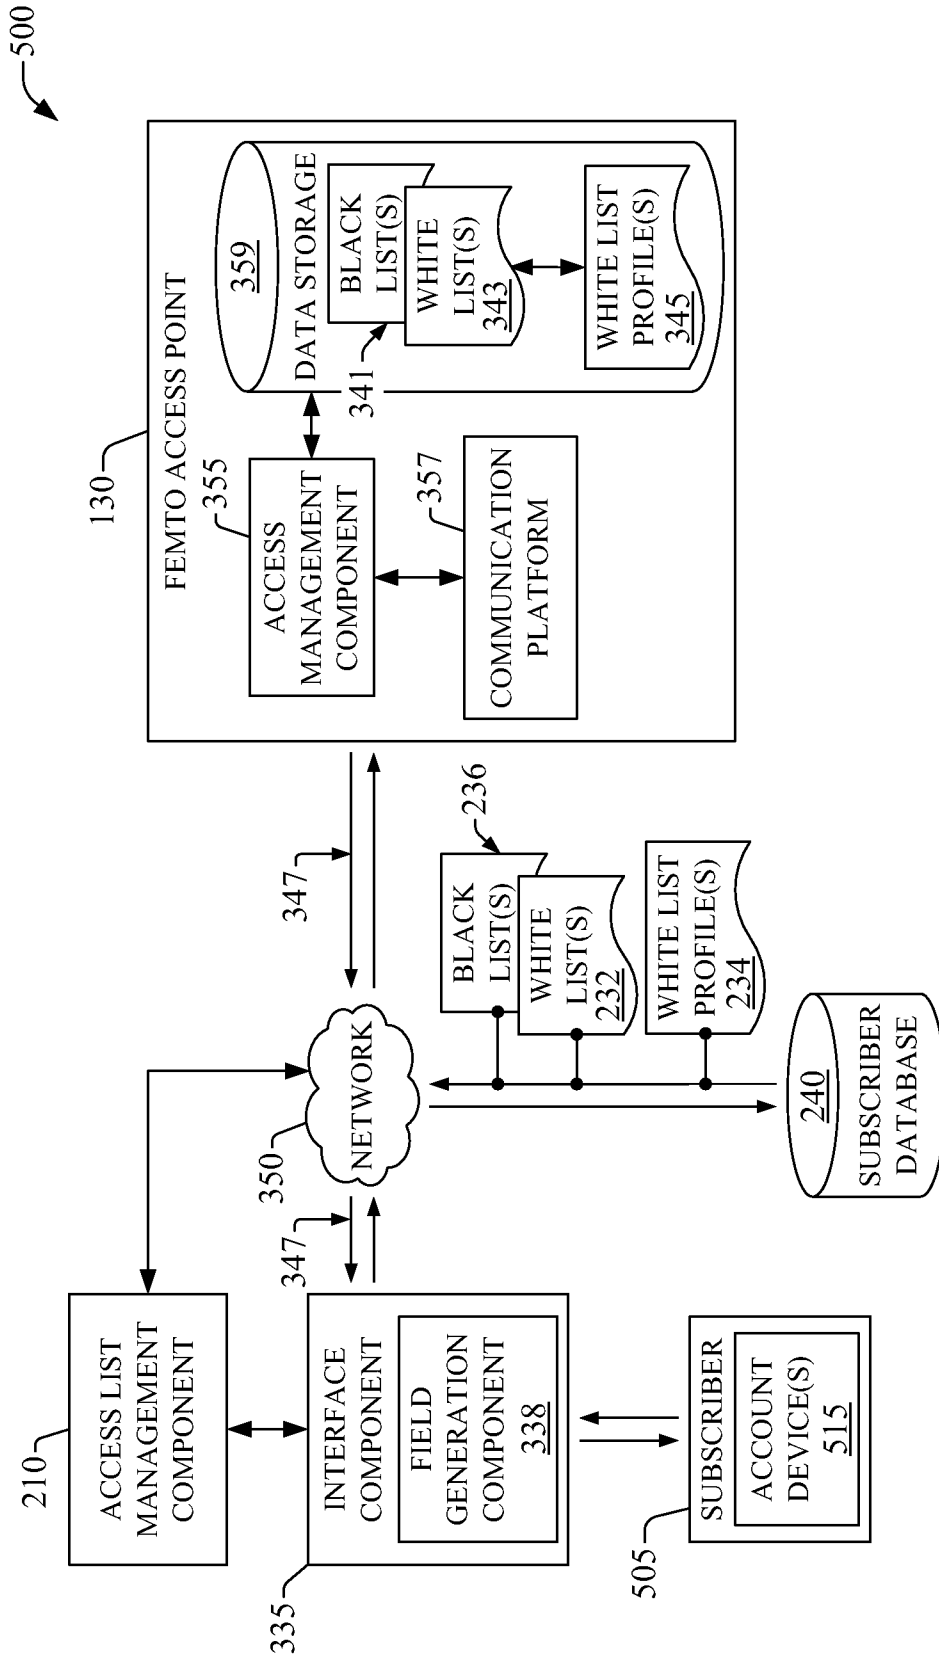 500
210
ACCESS LIST
MANAGEMENT
COMPONENT
335
INTERFACE
COMPONENT
FIELD
GENERATION
COMPONENT
338
505
SUBSCRIBER
ACCOUNT
DEVICE(S)
515
347
350
NETWORK
347
236
BLACK
LIST(S)
WHITE
LIST(S)
232
WHITE LIST
PROFILE(S)
234
240
SUBSCRIBER
DATABASE
130
FEMTO ACCESS POINT
355
ACCESS
MANAGEMENT
COMPONENT
357
COMMUNICATION
PLATFORM
359
DATA STORAGE
341
BLACK
LIST(S)
WHITE
LIST(S)
343
WHITE LIST
PROFILE(S)
345